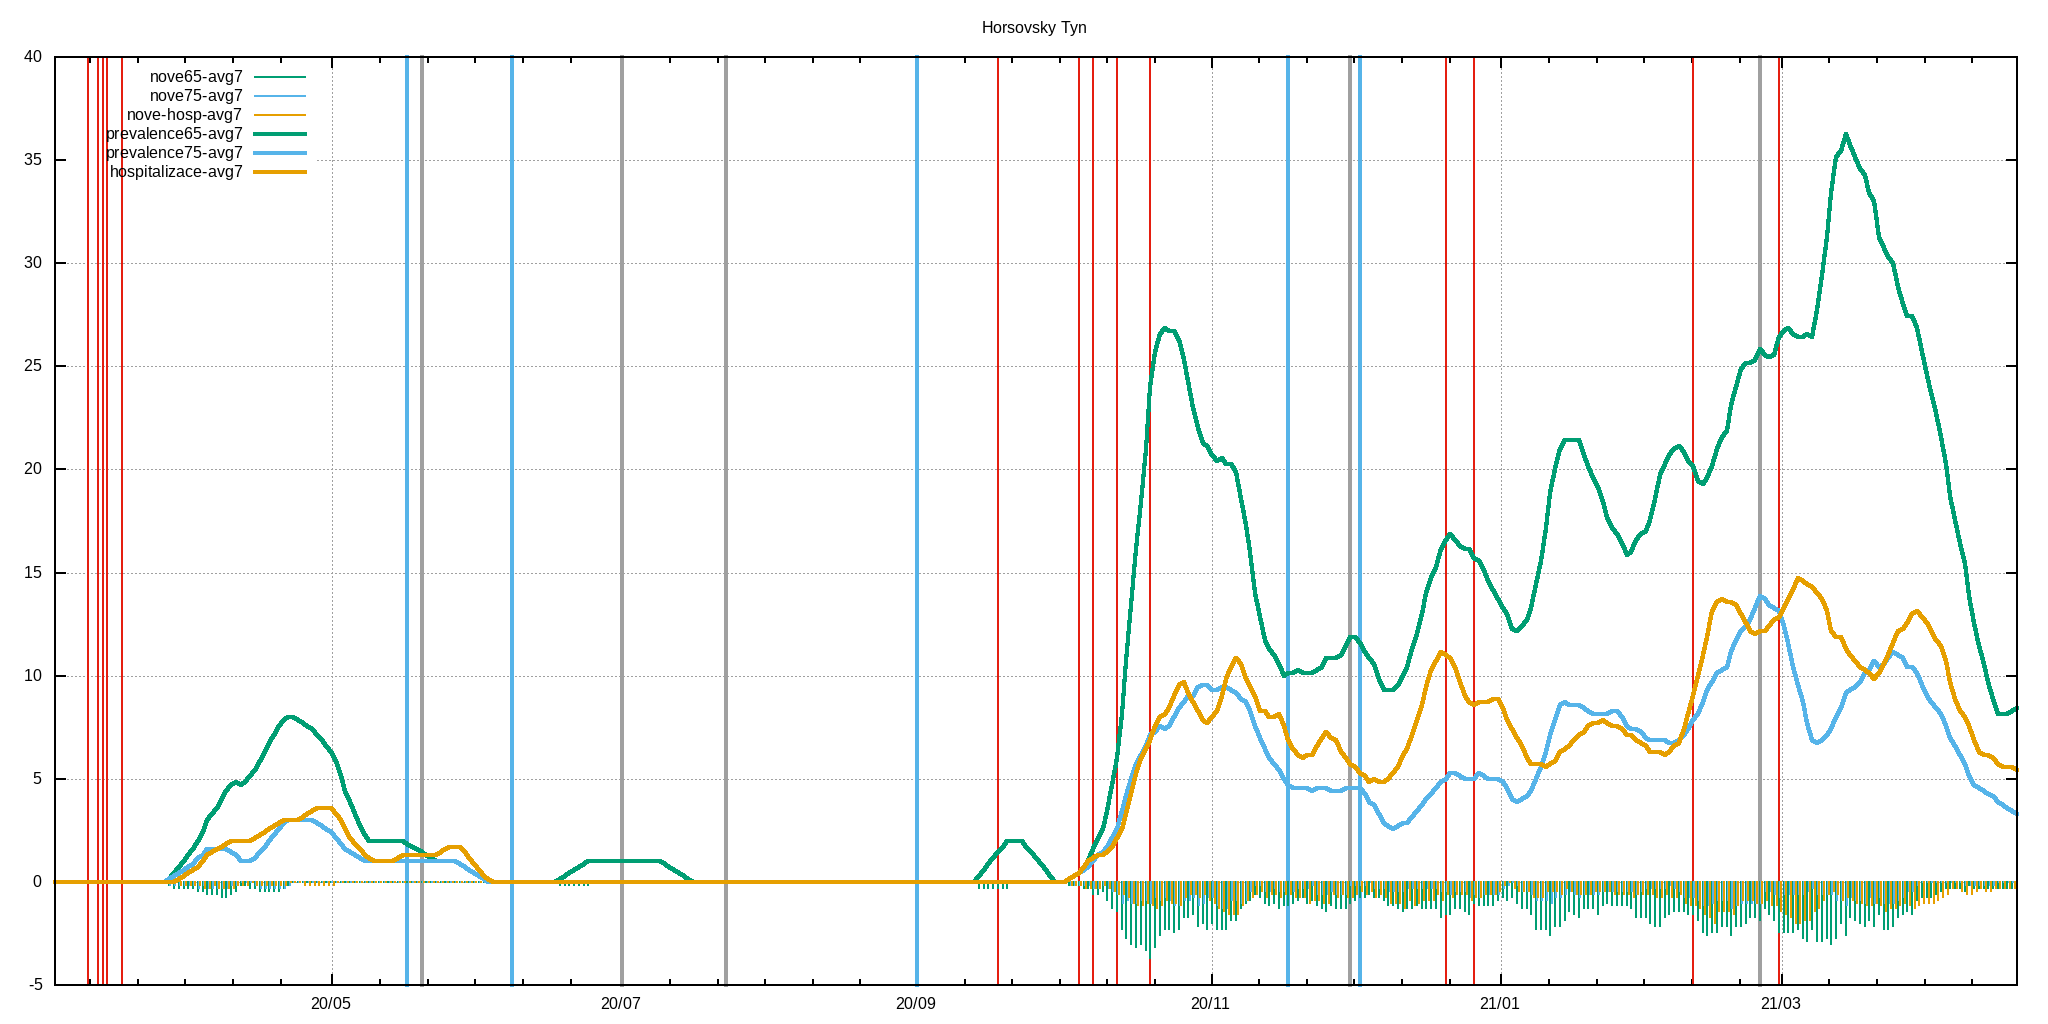 Horsovsky Tyn
40
35
30
25
20
15
10
5
0
-5
nove65-avg7
nove75-avg7
nove-hosp-avg7
prevalence65-avg7
prevalence75-avg7
hospitalizace-avg7
20/05 20/07 20/09 20/11 21/01 21/03